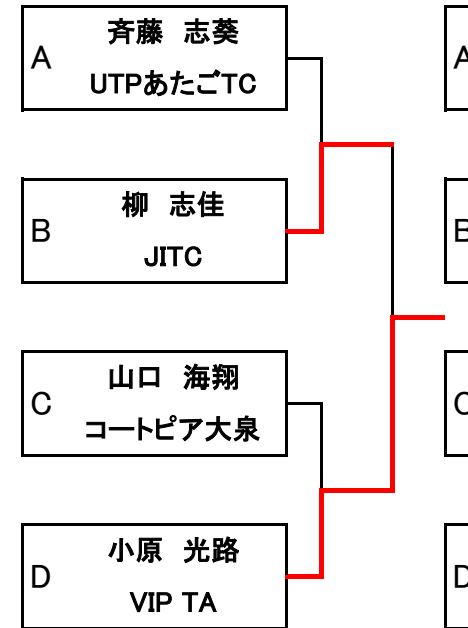 A
斉藤 志葵
UTPあたごTC
B
柳 志佳
JITC
C
山口 海翔
コートピア大泉
D
小原 光路
VIP TA
A
B
C
D